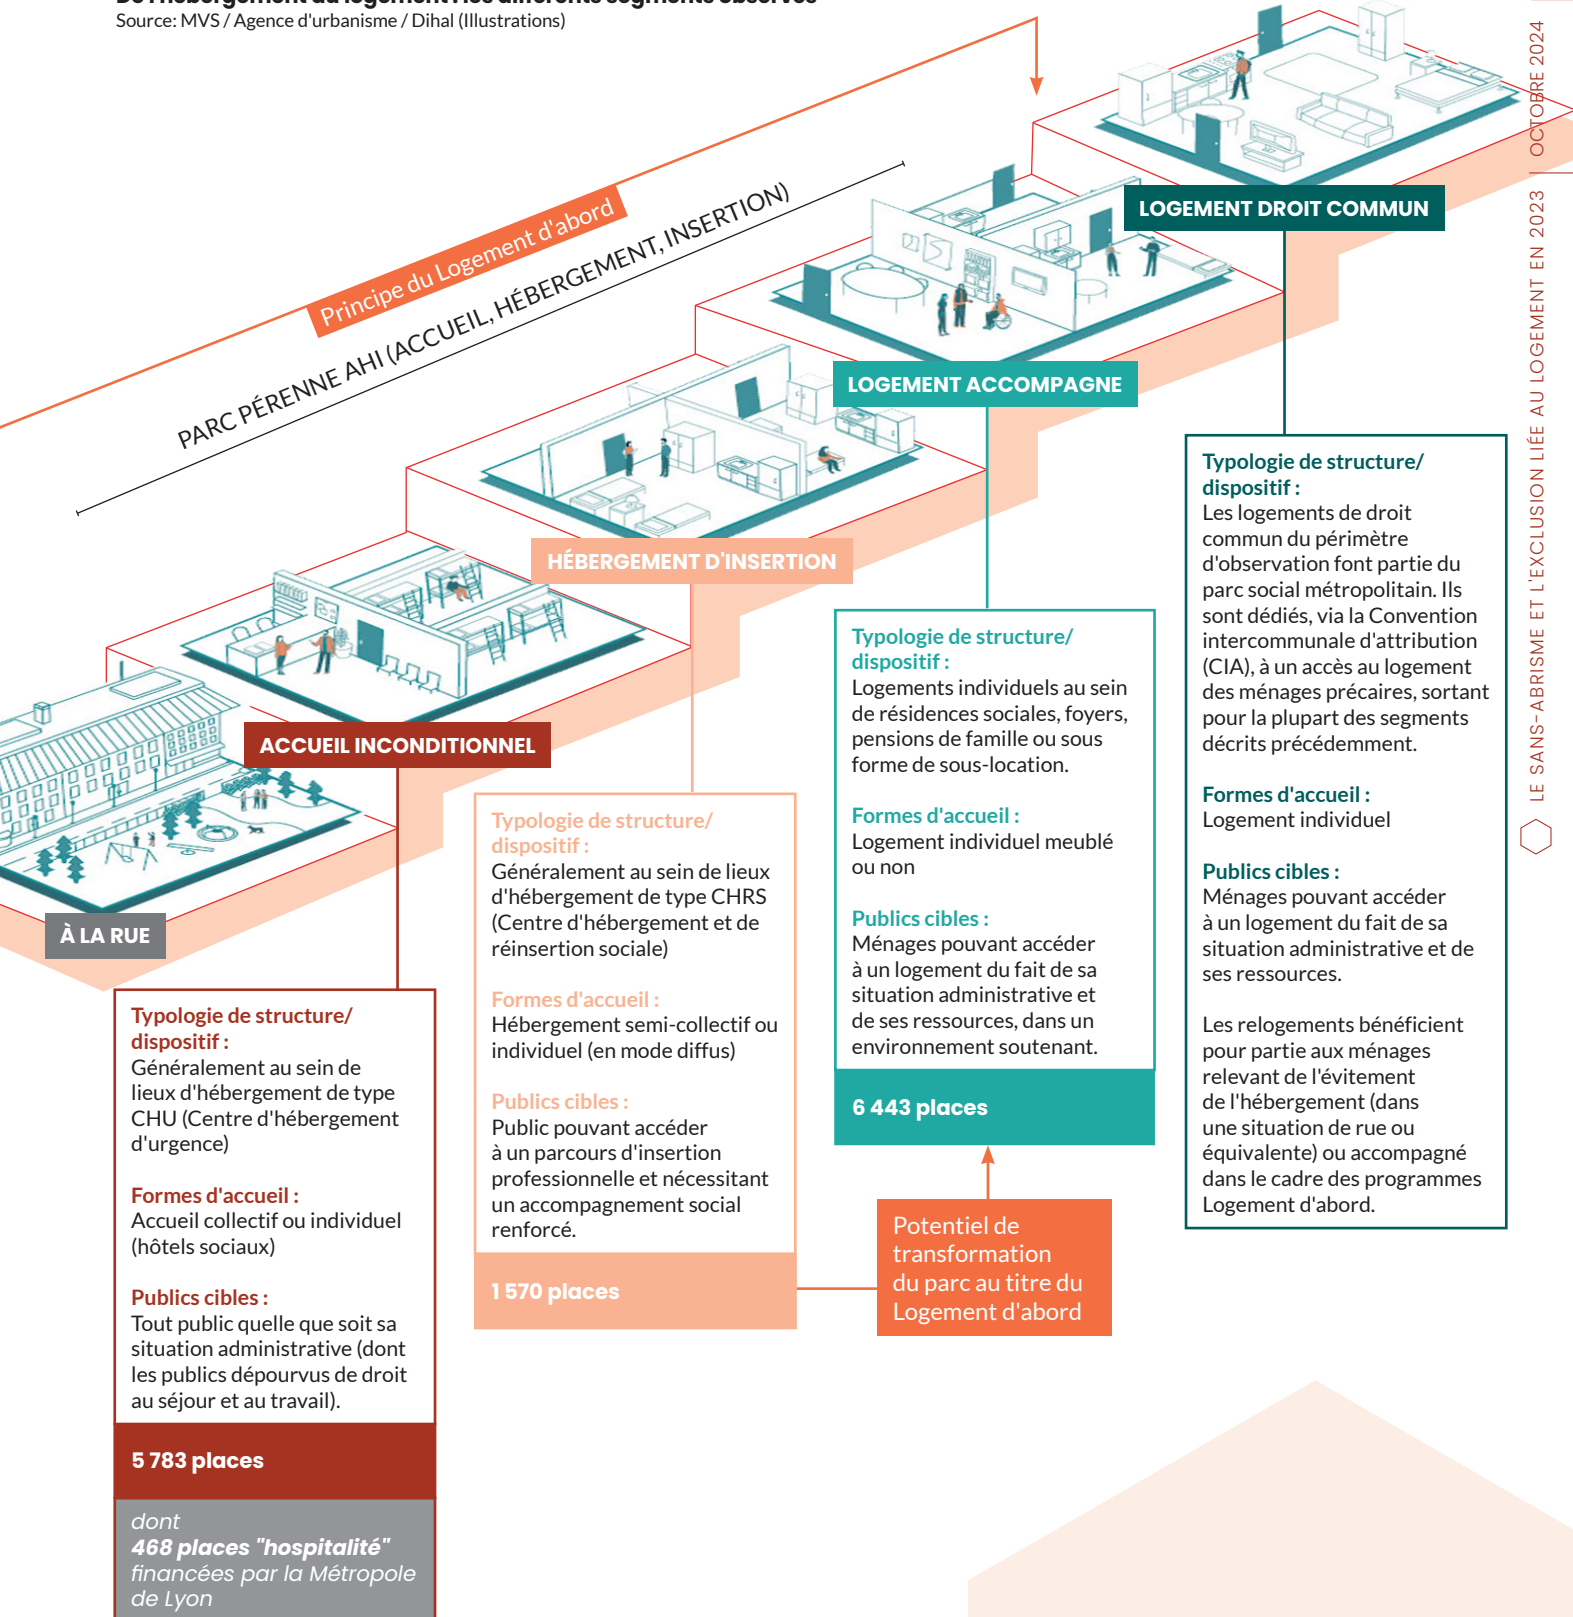 De l'hébergement au logement : les différents segments observés
Source: MVS / Agence d'urbanisme / Dihal (Illustrations)
Principe du Logement d'abord
PARC PÉRENNE AHI (ACCUEIL, HÉBERGEMENT, INSERTION)
LOGEMENT DROIT COMMUN
LOGEMENT ACCOMPAGNE
HÉBERGEMENT D'INSERTION
ACCUEIL INCONDITIONNEL
À LA RUE
Typologie de structure/
dispositif :
Généralement au sein de
lieux d'hébergement de type
CHU (Centre d'hébergement
d'urgence)
Formes d'accueil :
Accueil collectif ou individuel
(hôtels sociaux)
Publics cibles :
Tout public quelle que soit sa
situation administrative (dont
les publics dépourvus de droit
au séjour et au travail).
5 783 places
dont
468 places "hospitalité"
financées par la Métropole
de Lyon
Typologie de structure/
dispositif :
Généralement au sein de lieux
d'hébergement de type CHRS
(Centre d'hébergement et de
réinsertion sociale)
Formes d'accueil :
Hébergement semi-collectif ou
individuel (en mode diffus)
Publics cibles :
Public pouvant accéder
à un parcours d'insertion
professionnelle et nécessitant
un accompagnement social
renforcé.
1 570 places
Typologie de structure/
dispositif :
Logements individuels au sein
de résidences sociales, foyers,
pensions de famille ou sous
forme de sous-location.
Formes d'accueil :
Logement individuel meublé
ou non
Publics cibles :
Ménages pouvant accéder
à un logement du fait de sa
situation administrative et
de ses ressources, dans un
environnement soutenant.
6 443 places
Potentiel de
transformation
du parc au titre du
Logement d'abord
Typologie de structure/
dispositif :
Les logements de droit
commun du périmètre
d'observation font partie du
parc social métropolitain. Ils
sont dédiés, via la Convention
intercommunale d'attribution
(CIA), à un accès au logement
des ménages précaires, sortant
pour la plupart des segments
décrits précédemment.
Formes d'accueil :
Logement individuel
Publics cibles :
Ménages pouvant accéder
à un logement du fait de sa
situation administrative et de
ses ressources.
Les relogements bénéficient
pour partie aux ménages
relevant de l'évitement
de l'hébergement (dans
une situation de rue ou
équivalente) ou accompagné
dans le cadre des programmes
Logement d'abord.
LE SANS-ABRISME ET L'EXCLUSION LIÉE AU LOGEMENT EN 2023 | OCTOBRE 2024